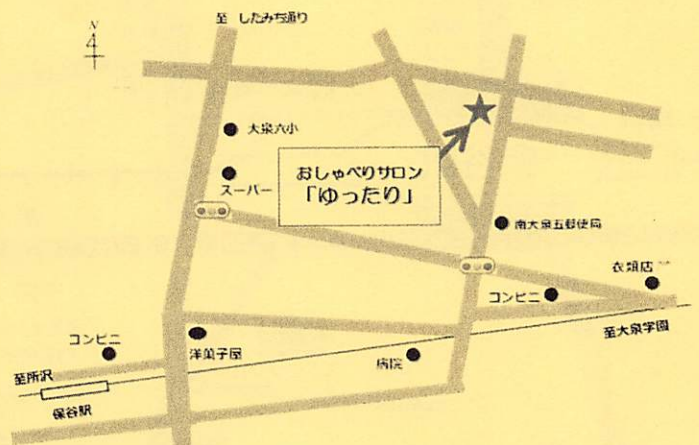 至 したみち通り
N
大泉六小
スーパー
おしゃべりサロン
「ゆったり」
南大泉五郵便局
衣類店
コンビニ
至大泉学園
コンビニ
洋菓子屋
病院
至所沢
保谷駅